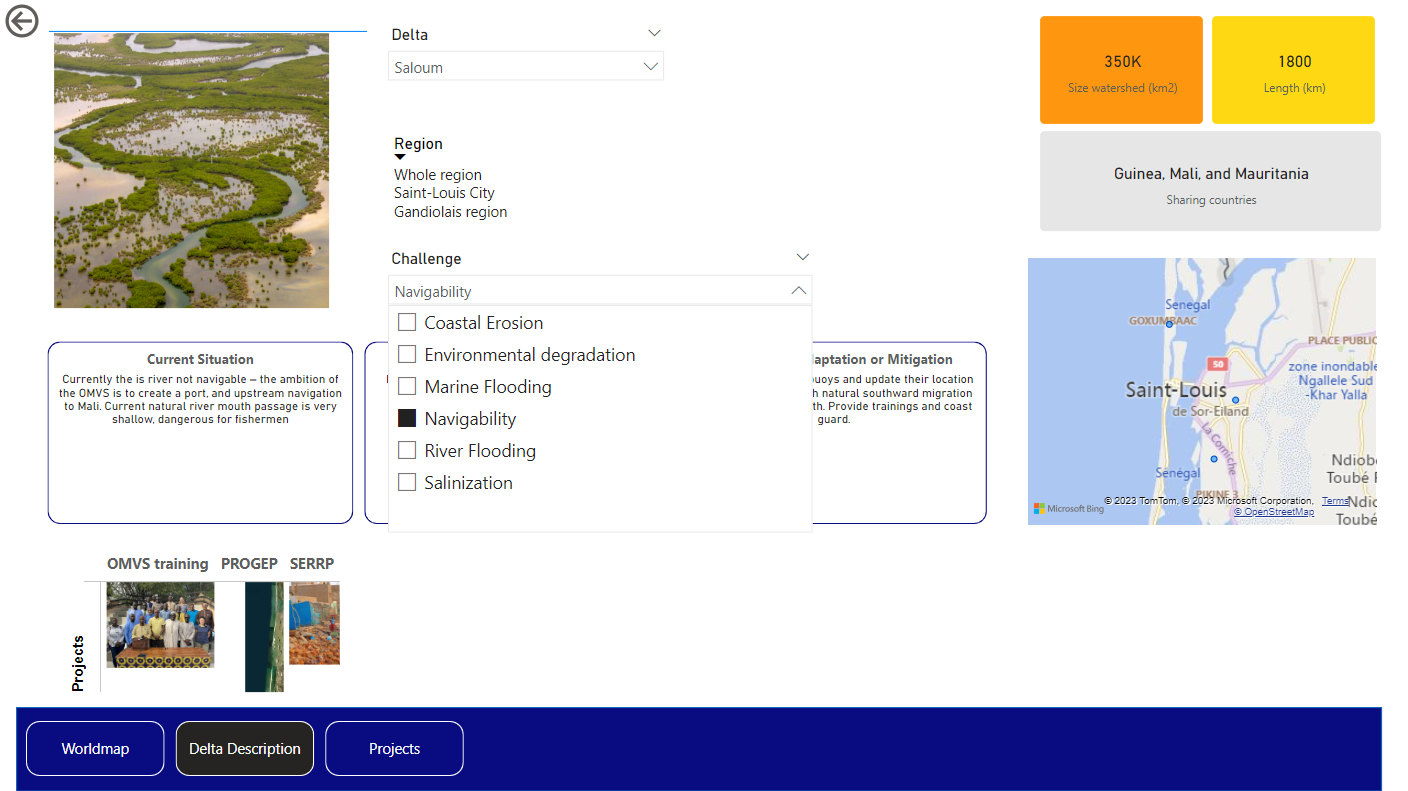 Delta
Saloum
Region
Whole region
Saint-Louis City
Gandiolais region
Challenge
Navigability
Coastal Erosion
Environmental degradation
Marine Flooding
Navigability
River Flooding
Salinization
350K
Size watershed (km2)
1800
Length (km)
Guinea, Mali, and Mauritania
Sharing countries
Current Situation
Currently the is river not navigable – the ambition of
the OMVS is to create a port, and upstream navigation
to Mali. Current natural river mouth passage is very
shallow, dangerous for fishermen
or Mitigation
and update their location
natural southward migration
Provide trainings and coast
guard.
Senegal
GOXUMBAAC
PLACE PUBLIC
50
zone inondable
Ngallele Sud
-Khar Yalla
Saint-Louis
de Sor-Eiland
La Corniche
Senégal
PIKINE 3
Ndiob
Toubé
© 2023 TomTom, © 2023 Microsoft Corporation, Terms
© OpenStreetMap
Microsoft Bing
Toubé
OMVS training
PROGEP
SERRP
Projects
Worldmap
Delta Description
Projects